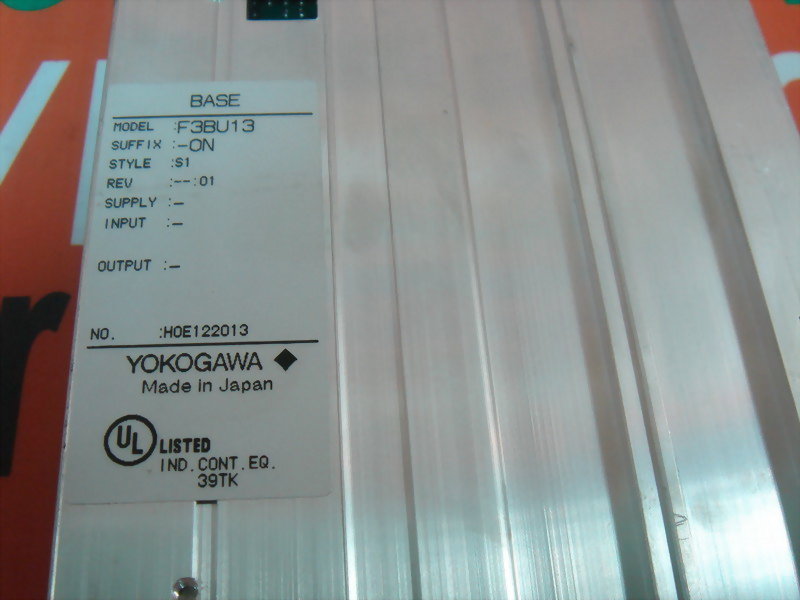 BASE
MODEL :F3BU13
SUFFIX :-0N
STYLE :S1
REV :--:01
SUPPLY :-
INPUT :-
OUTPUT :-
NO. :H0E122013
YOKOGAWA ◆
Made in Japan
UL LISTED
IND. CONT. EQ.
39TK